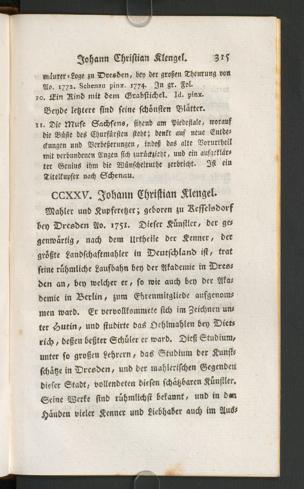 Johann Christian Klengel. 315
mäurer-Loge zu Dresden, bey der großen Theurung von
Ao. 1772. Schenau pinx. 1774. In gr. Fol.
10. Ein Kind mit dem Grabstichel. Id. pinx.
Beyde letztere sind seine schönsten Blätter.
11. Die Muse Sachsens, sitzend am Piedestale, worauf
die Büste des Churfürsten steht; denkt auf neue Entde-
ckungen und Verbesserungen, indeß das alte Vorurtheil
mit verbundenen Augen sich zurückzieht, und ein aufgeklär-
ter Genius ihm die Wünschelruthe zerbricht. Ist ein
Titelkupfer nach Schenau.
CCXXV. Johann Christian Klengel.
Mahler und Kupferetzer; geboren zu Kesselsdorf
bey Dresden Ao. 1751. Dieser Künstler, der ge-
genwärtig, nach dem Urtheile der Kenner, der
größte Landschaftmahler in Deutschland ist, trat
seine rühmliche Laufbahn bey der Akademie in Dres-
den an, bey welcher er, so wie auch bey der Aka-
demie in Berlin, zum Ehrenmitgliede aufgenom-
men ward. Er vervollkommete sich im Zeichnen un-
ter Hutin, und studirte das Oehlmahlen bey Diet-
rich, deßen beßter Schüler er ward. Dieß Studium,
unter so großen Lehrern, das Studium der Kunst-
schätze in Dresden, und der mahlerischen Gegenden
dieser Stadt, vollendeten diesen schätzbaren Künstler.
Seine Werke sind rühmlichst bekannt, und in den
Händen vieler Kenner und Liebhaber auch im Aus-